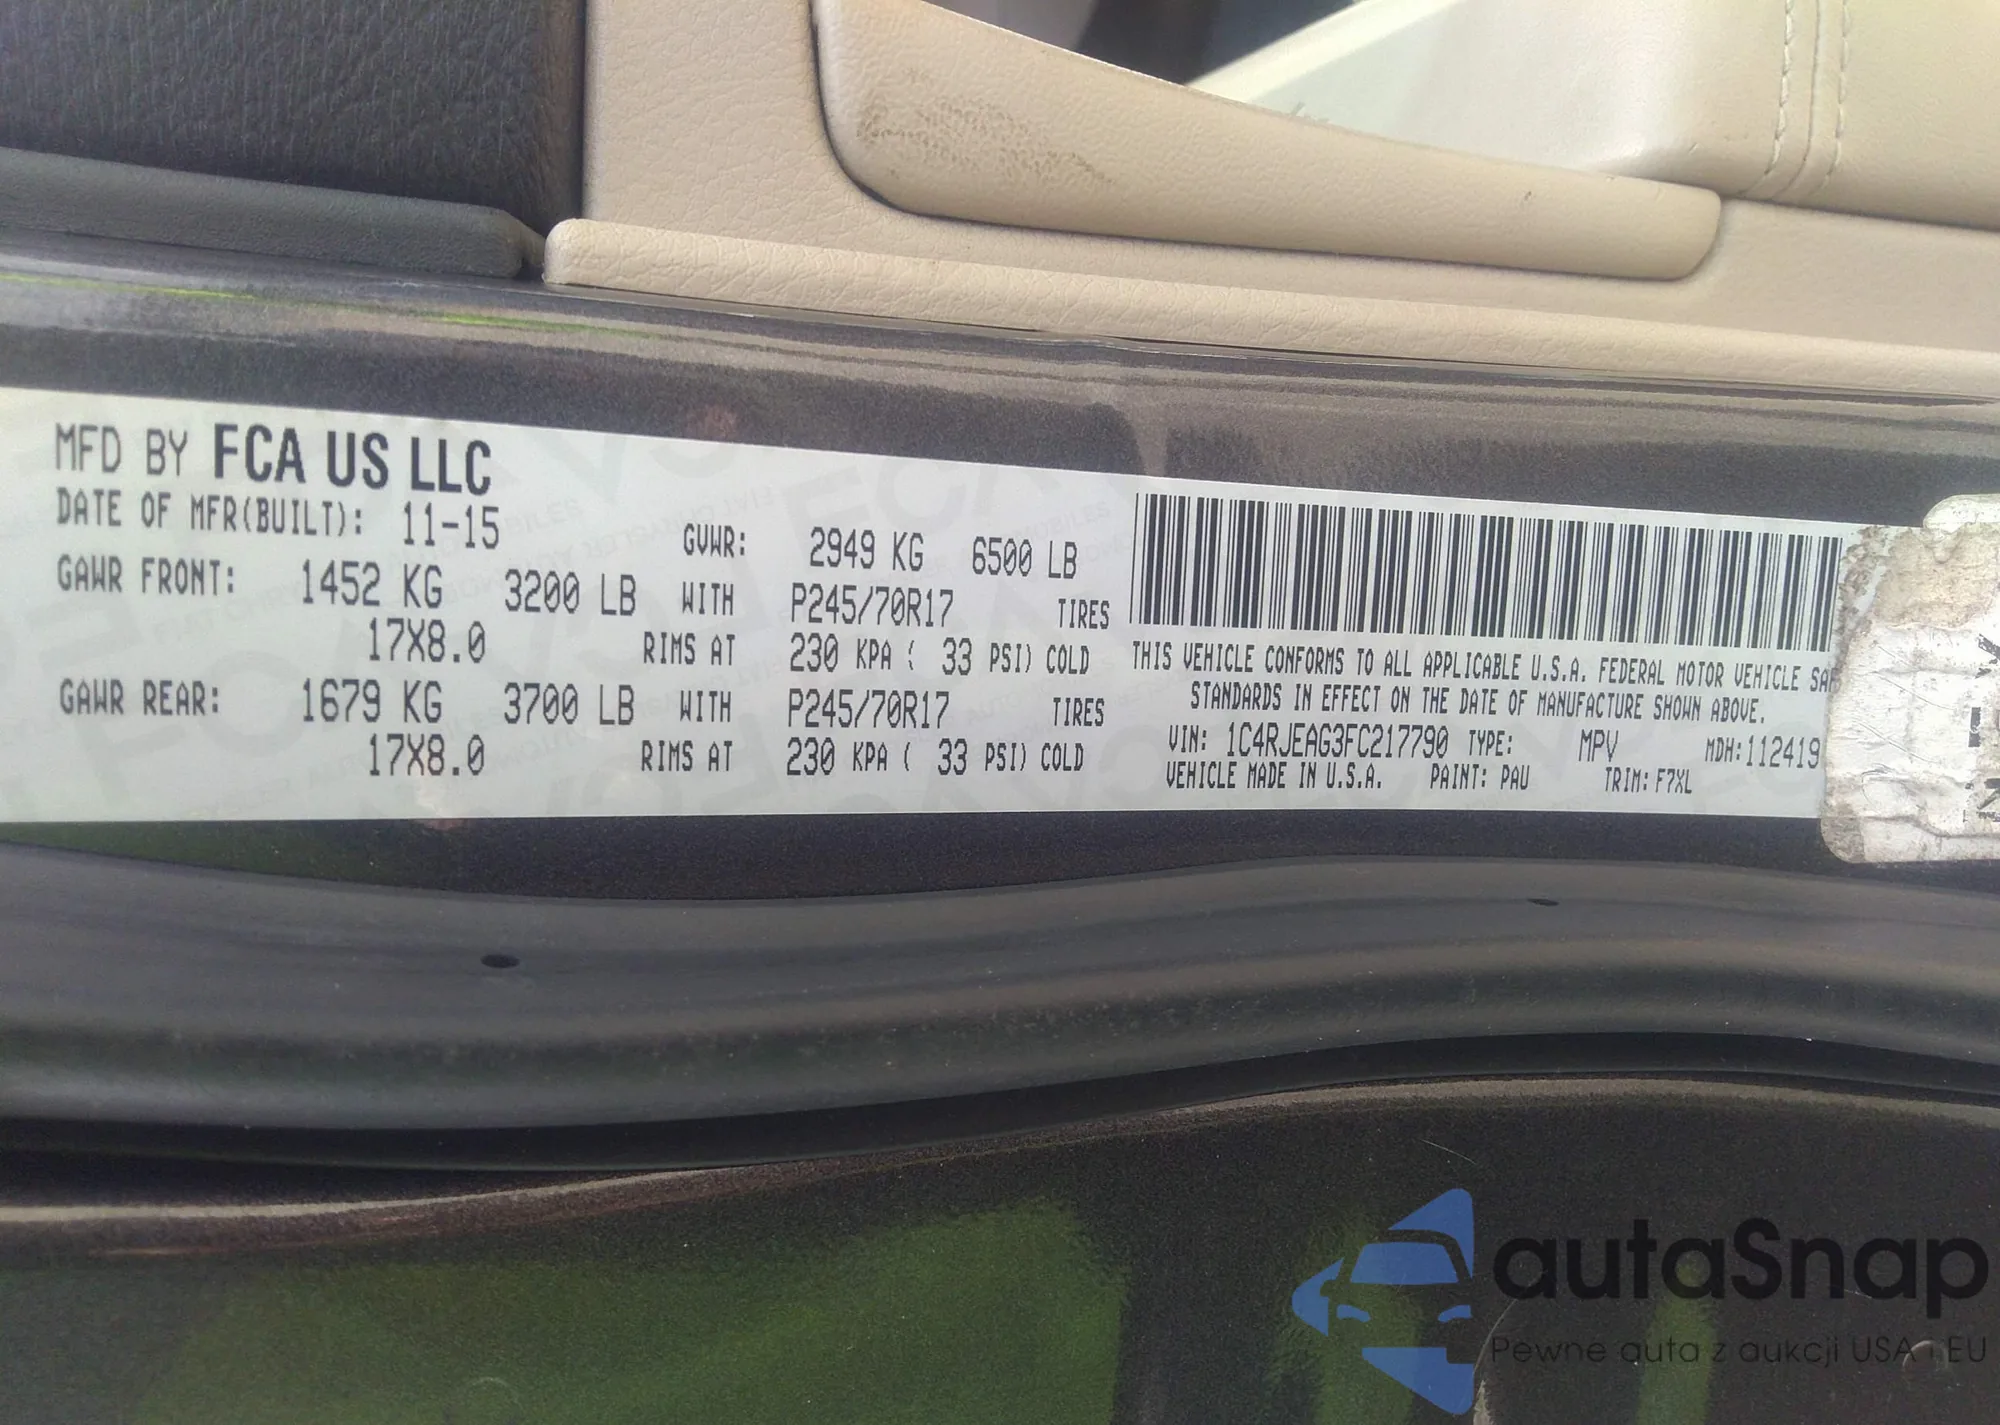 MFD BY FCA US LLC
DATE OF MFR(BUILT): 11-15 GVWR: 2949 KG 6500 LB
GAWR FRONT: 1452 KG 3200 LB WITH P245/70R17 TIRES
17X8.0 RIMS AT 230 KPA ( 33 PSI) COLD
GAWR REAR: 1679 KG 3700 LB WITH P245/70R17 TIRES
17X8.0 RIMS AT 230 KPA ( 33 PSI) COLD
THIS VEHICLE CONFORMS TO ALL APPLICABLE U.S.A. FEDERAL MOTOR VEHICLE SAF
STANDARDS IN EFFECT ON THE DATE OF MANUFACTURE SHOWN ABOVE.
VIN: 1C4RJEAG3FC217790 TYPE: MPV MDH:112419
VEHICLE MADE IN U.S.A. PAINT: PAU TRIM: F7XL
autaSnap
Pewne auta z aukcji USA i EU